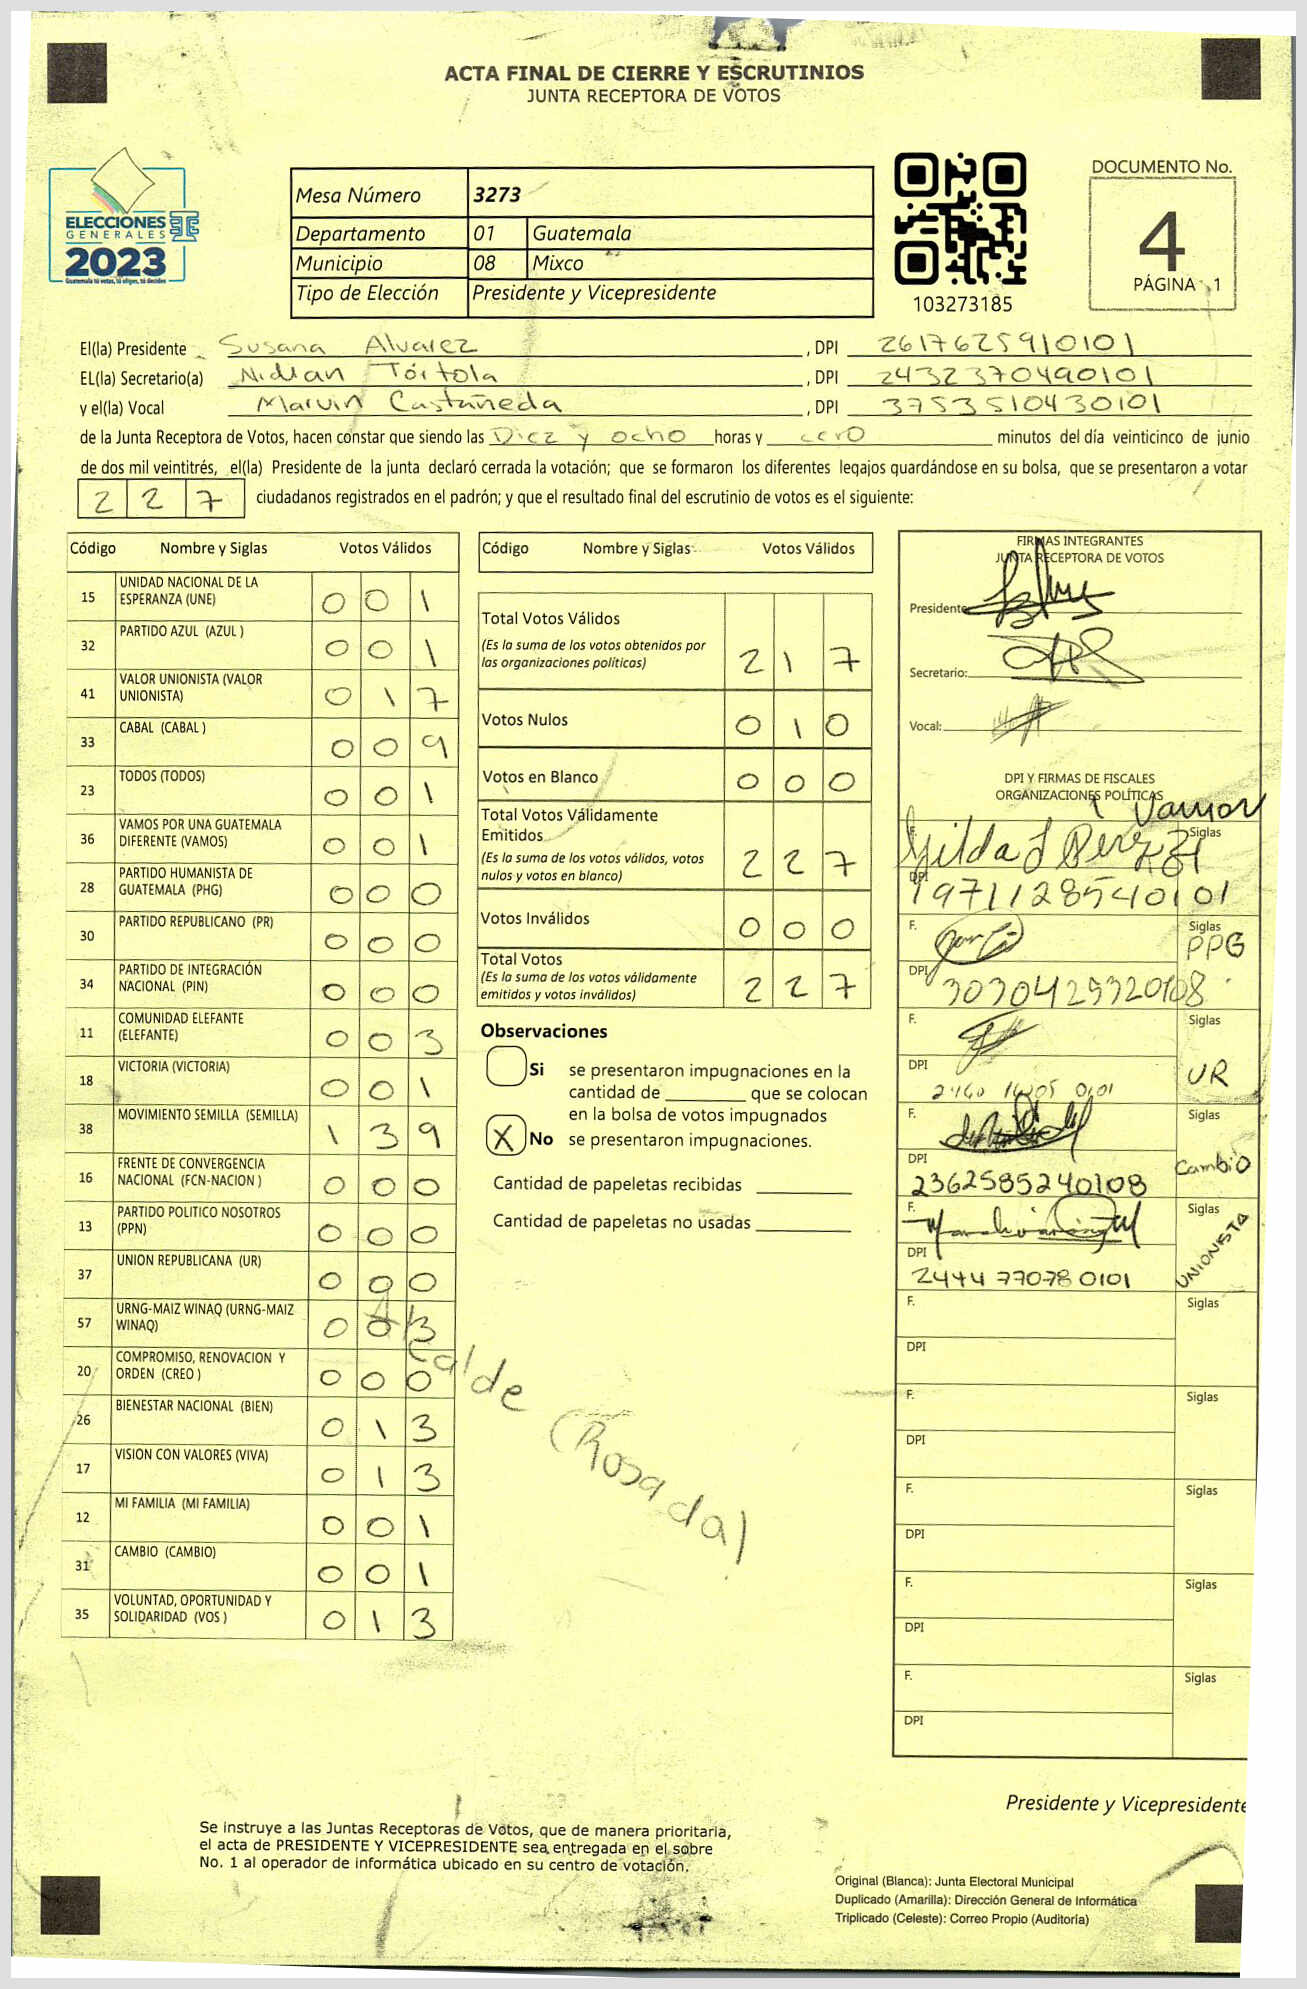 ACTA FINAL DE CIERRE Y ESCRUTINIOS
JUNTA RECEPTORA DE VOTOS
ELECCIONES
GENERALES
2023
Guatemala tú votas, tú eliges, tú decides
Mesa Número 3273
Departamento 01 Guatemala
Municipio 08 Mixco
Tipo de Elección Presidente y Vicepresidente
103273185
DOCUMENTO No.
4
PÁGINA 1
El(la) Presidente Susana Alvarez , DPI 2617625910101
EL(la) Secretario(a) Tórtola , DPI 2432370490101
y el(la) Vocal Marvin Castañeda , DPI 3753510430101
de la Junta Receptora de Votos, hacen constar que siendo las Diez y ocho horas y cero minutos del día veinticinco de junio
de dos mil veintitrés, el(la) Presidente de la junta declaró cerrada la votación; que se formaron los diferentes legajos guardándose en su bolsa, que se presentaron a votar
2 2 7 ciudadanos registrados en el padrón; y que el resultado final del escrutinio de votos es el siguiente:
Código Nombre y Siglas Votos Válidos
15 UNIDAD NACIONAL DE LA ESPERANZA (UNE) 0 0 1
32 PARTIDO AZUL (AZUL ) 0 0 1
41 VALOR UNIONISTA (VALOR UNIONISTA) 0 1 7
33 CABAL (CABAL ) 0 0 9
23 TODOS (TODOS) 0 0 1
36 VAMOS POR UNA GUATEMALA DIFERENTE (VAMOS) 0 0 1
28 PARTIDO HUMANISTA DE GUATEMALA (PHG) 0 0 0
30 PARTIDO REPUBLICANO (PR) 0 0 0
34 PARTIDO DE INTEGRACIÓN NACIONAL (PIN) 0 0 0
11 COMUNIDAD ELEFANTE (ELEFANTE) 0 0 3
18 VICTORIA (VICTORIA) 0 0 1
38 MOVIMIENTO SEMILLA (SEMILLA) 1 3 9
16 FRENTE DE CONVERGENCIA NACIONAL (FCN-NACION ) 0 0 0
13 PARTIDO POLITICO NOSOTROS (PPN) 0 0 0
37 UNION REPUBLICANA (UR) 0 0 0
57 URNG-MAIZ WINAQ (URNG-MAIZ WINAQ) 0 0 3
20 COMPROMISO, RENOVACION Y ORDEN (CREO ) 0 0 0
26 BIENESTAR NACIONAL (BIEN) 0 1 3
17 VISION CON VALORES (VIVA) 0 1 3
12 MI FAMILIA (MI FAMILIA) 0 0 1
31 CAMBIO (CAMBIO) 0 0 1
35 VOLUNTAD, OPORTUNIDAD Y SOLIDARIDAD (VOS ) 0 1 3
Alcalde (Rosada)
Código Nombre y Siglas Votos Válidos
Total Votos Válidos
(Es la suma de los votos obtenidos por las organizaciones políticas) 2 1 7
Votos Nulos 0 1 0
Votos en Blanco 0 0 0
Total Votos Válidamente Emitidos
(Es la suma de los votos válidos, votos nulos y votos en blanco) 2 2 7
Votos Inválidos 0 0 0
Total Votos
(Es la suma de los votos válidamente emitidos y votos inválidos) 2 2 7
Observaciones
Si se presentaron impugnaciones en la
cantidad de ________ que se colocan
en la bolsa de votos impugnados
X No se presentaron impugnaciones.
Cantidad de papeletas recibidas
Cantidad de papeletas no usadas
FIRMAS INTEGRANTES
JUNTA RECEPTORA DE VOTOS
Presidente:
Secretario:
Vocal:
DPI Y FIRMAS DE FISCALES
ORGANIZACIONES POLÍTICAS
Vamos
F. Gilda Siglas
DPI 1971128540101
F. Siglas PPG
DPI
F. Siglas UR
DPI
F. Siglas Cambio
DPI 2362585240108
F. Siglas UNIONISTA
DPI 2444770780101
F. Siglas
DPI
F. Siglas
DPI
F. Siglas
DPI
F. Siglas
DPI
F. Siglas
DPI
Presidente y Vicepresidente
Se instruye a las Juntas Receptoras de Votos, que de manera prioritaria,
el acta de PRESIDENTE Y VICEPRESIDENTE sea entregada en el sobre
No. 1 al operador de informática ubicado en su centro de votación.
Original (Blanca): Junta Electoral Municipal
Duplicado (Amarilla): Dirección General de Informática
Triplicado (Celeste): Correo Propio (Auditoría)